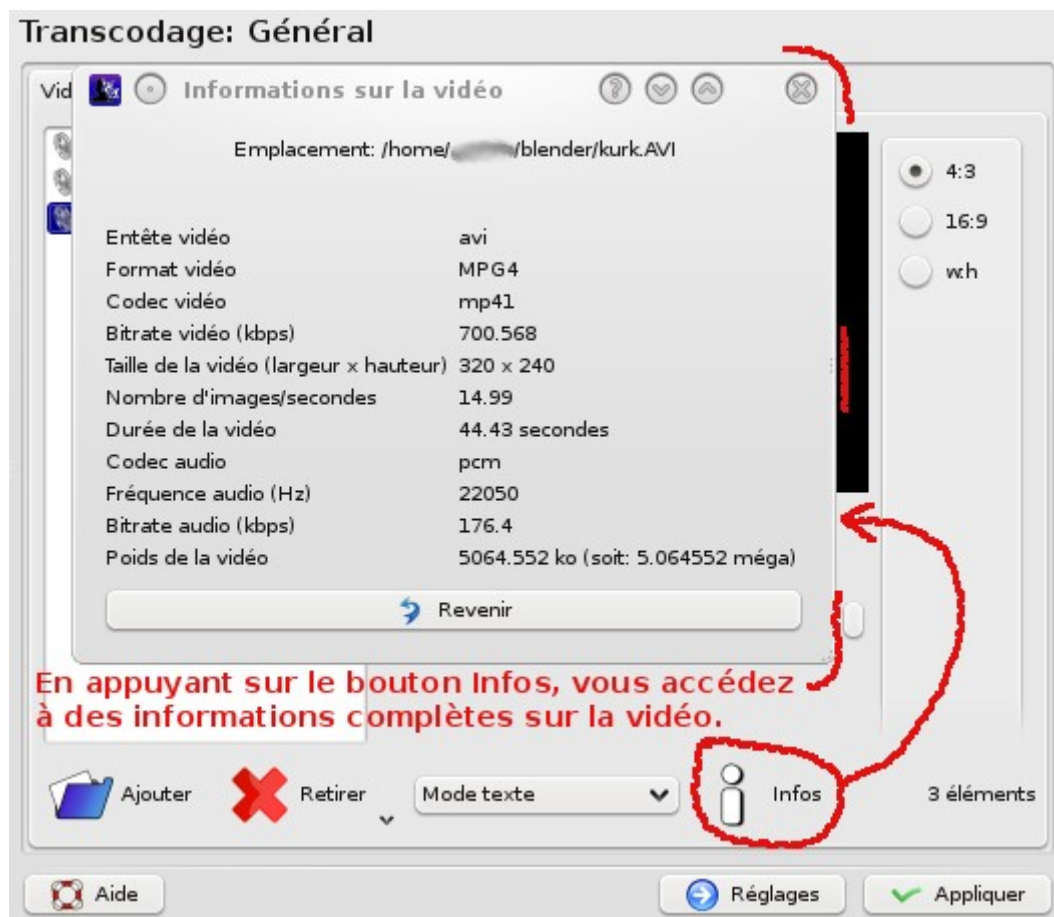 Transcodage: Général
Vid
Informations sur la vidéo
Emplacement: /home/ /blender/kurk.AVI
Entête vidéo avi
Format vidéo MPG4
Codec vidéo mp41
Bitrate vidéo (kbps) 700.568
Taille de la vidéo (largeur x hauteur) 320 x 240
Nombre d'images/secondes 14.99
Durée de la vidéo 44.43 secondes
Codec audio pcm
Fréquence audio (Hz) 22050
Bitrate audio (kbps) 176.4
Poids de la vidéo 5064.552 ko (soit: 5.064552 méga)
Revenir
4:3
16:9
w:h
En appuyant sur le bouton Infos, vous accédez
à des informations complètes sur la vidéo.
Ajouter Retirer Mode texte Infos 3 éléments
Aide Réglages Appliquer